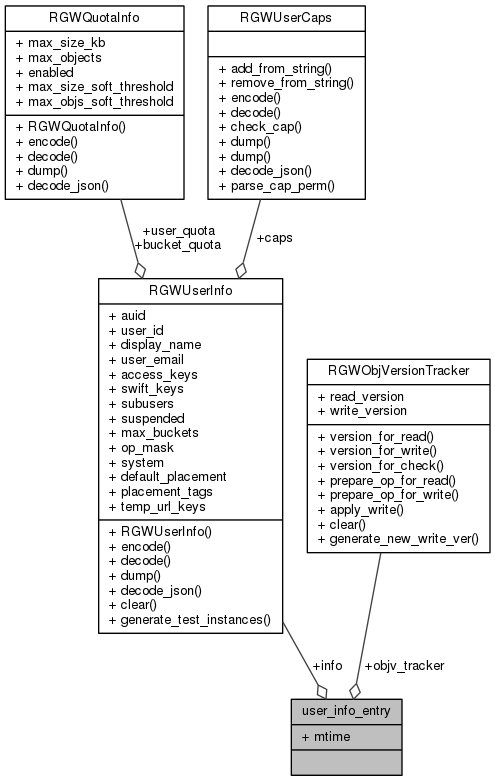 RGWQuotaInfo
+ max_size_kb
+ max_objects
+ enabled
+ max_size_soft_threshold
+ max_objs_soft_threshold
+ RGWQuotaInfo()
+ encode()
+ decode()
+ dump()
+ decode_json()
RGWUserCaps
+ add_from_string()
+ remove_from_string()
+ encode()
+ decode()
+ check_cap()
+ dump()
+ dump()
+ decode_json()
+ parse_cap_perm()
+user_quota
+bucket_quota
+caps
RGWUserInfo
+ auid
+ user_id
+ display_name
+ user_email
+ access_keys
+ swift_keys
+ subusers
+ suspended
+ max_buckets
+ op_mask
+ system
+ default_placement
+ placement_tags
+ temp_url_keys
+ RGWUserInfo()
+ encode()
+ decode()
+ dump()
+ decode_json()
+ clear()
+ generate_test_instances()
RGWObjVersionTracker
+ read_version
+ write_version
+ version_for_read()
+ version_for_write()
+ version_for_check()
+ prepare_op_for_read()
+ prepare_op_for_write()
+ apply_write()
+ clear()
+ generate_new_write_ver()
+info
+objv_tracker
user_info_entry
+ mtime